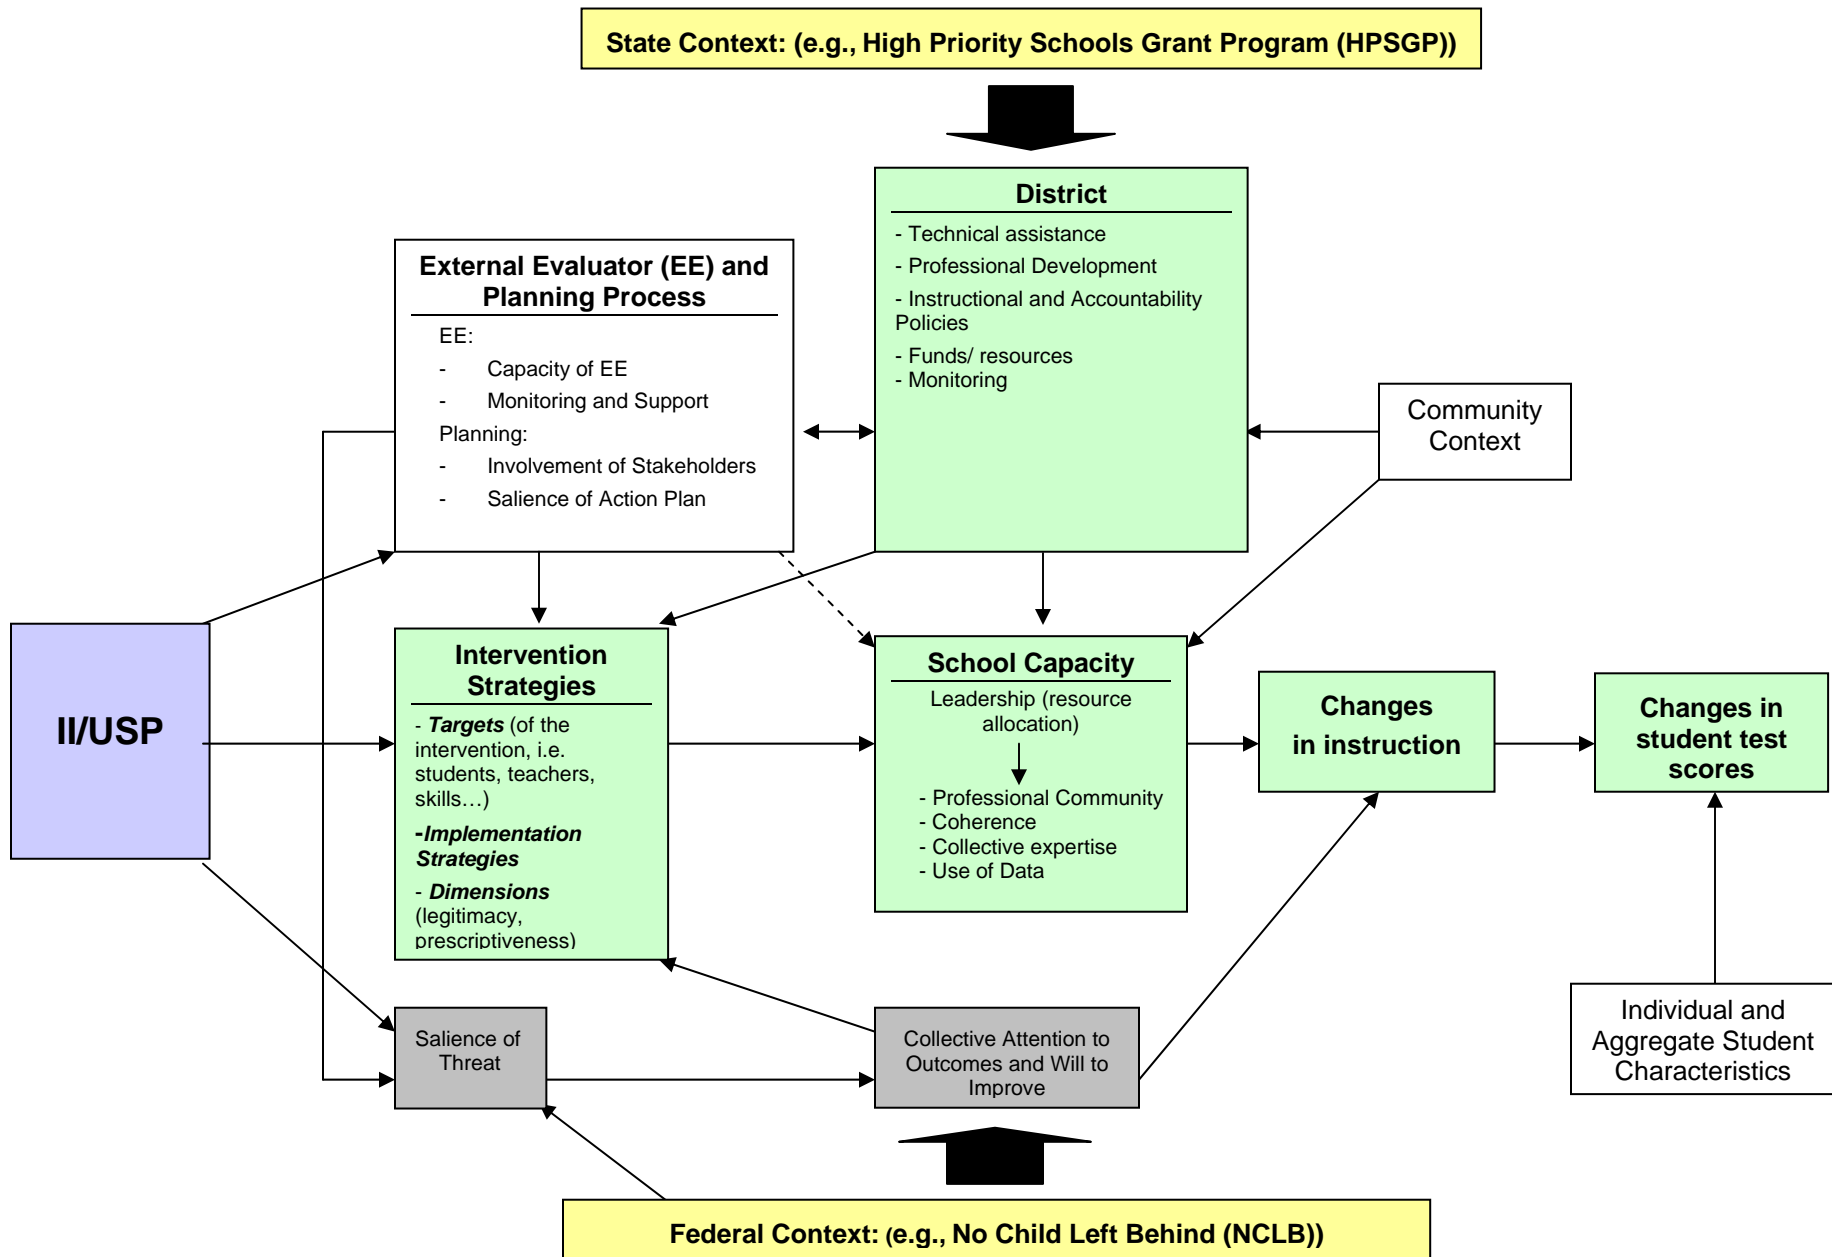 State Context: (e.g., High Priority Schools Grant Program (HPSGP))
District
- Technical assistance
- Professional Development
- Instructional and Accountability
Policies
- Funds/ resources
- Monitoring
External Evaluator (EE) and
Planning Process
EE:
- Capacity of EE
- Monitoring and Support
Planning:
- Involvement of Stakeholders
- Salience of Action Plan
Community
Context
II/USP
Intervention
Strategies
- Targets (of the
intervention, i.e.
students, teachers,
skills…)
-Implementation
Strategies
- Dimensions
(legitimacy,
prescriptiveness)
School Capacity
Leadership (resource
allocation)
- Professional Community
- Coherence
- Collective expertise
- Use of Data
Changes
in instruction
Changes in
student test
scores
Salience of
Threat
Collective Attention to
Outcomes and Will to
Improve
Individual and
Aggregate Student
Characteristics
Federal Context: (e.g., No Child Left Behind (NCLB))